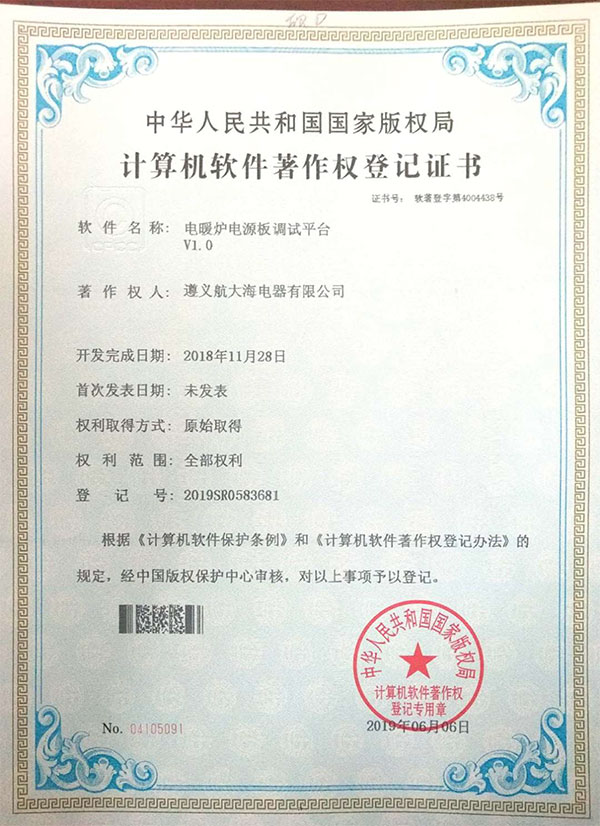 中华人民共和国国家版权局
计算机软件著作权登记证书
证书号： 软著登字第4004438号
软件名称： 电暖炉电源板调试平台
V1.0
著作权人： 遵义航大海电器有限公司
开发完成日期： 2018年11月28日
首次发表日期： 未发表
权利取得方式： 原始取得
权利范围： 全部权利
登记号： 2019SR0583681
根据《计算机软件保护条例》和《计算机软件著作权登记办法》的
规定，经中国版权保护中心审核，对以上事项予以登记。
中华人民共和国国家版权局
计算机软件著作权
登记专用章
No. 04105091
2019年06月06日